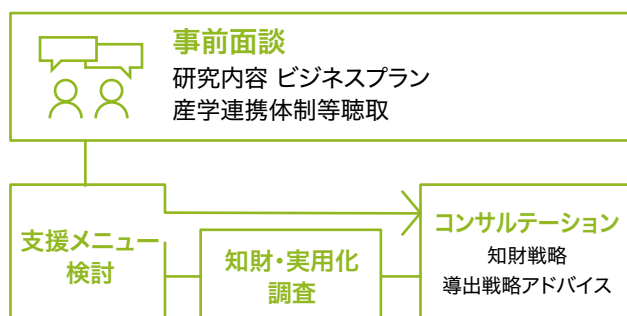 事前面談
研究内容 ビジネスプラン
産学連携体制等聴取
支援メニュー
検討
知財・実用化
調査
コンサルテーション
知財戦略
導出戦略アドバイス